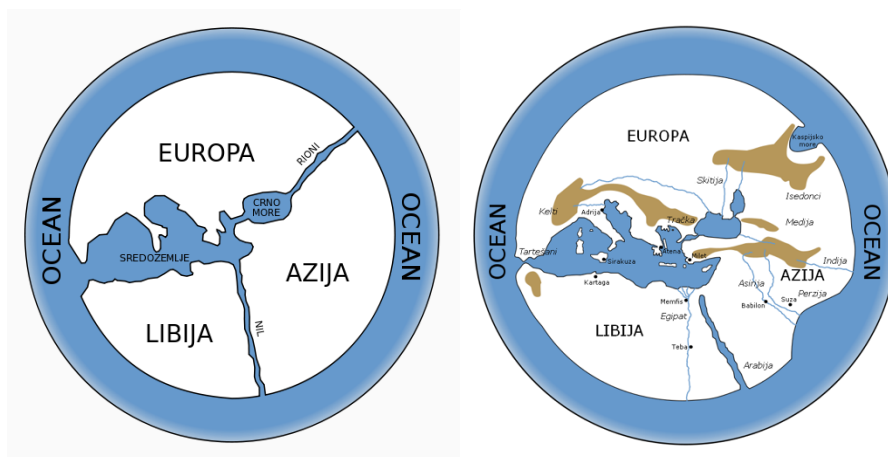 EUROPA
RIONI
CRNO
MORE
OCEAN
OCEAN
SREDOZEMLJE
AZIJA
LIBIJA
NIL
EUROPA
Kaspijsko
more
Skitija
Isedonci
Kelti
Adrija
Tračka
Medija
OCEAN
Tartešani
Sirakuza
Atena
Milet
Indija
AZIJA
Kartaga
Asirija
Perzija
Suza
Babilon
Memfis
Egipat
LIBIJA
Teba
Arabija